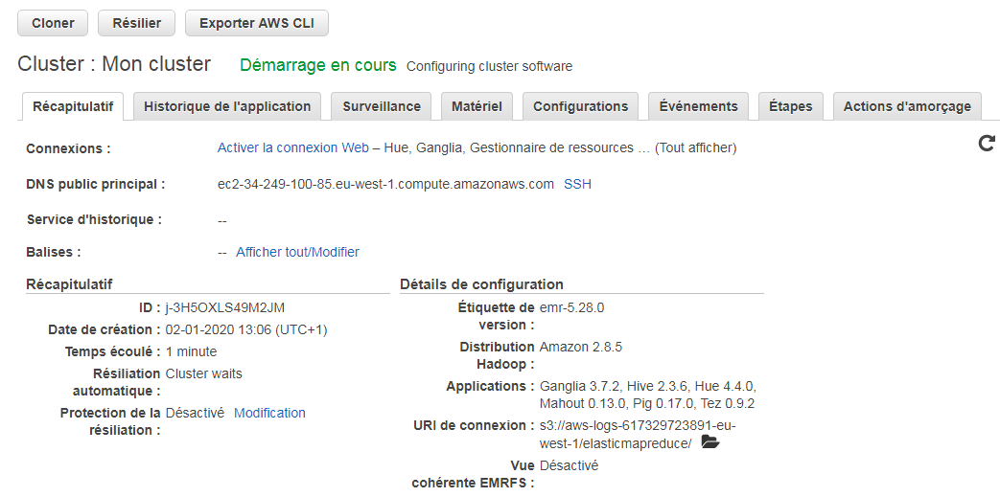 Cloner Résilier Exporter AWS CLI
Cluster : Mon cluster Démarrage en cours Configuring cluster software
Récapitulatif Historique de l'application Surveillance Matériel Configurations Événements Étapes Actions d'amorçage
Connexions : Activer la connexion Web – Hue, Ganglia, Gestionnaire de ressources … (Tout afficher)
DNS public principal : ec2-34-249-100-85.eu-west-1.compute.amazonaws.com SSH
Service d'historique : --
Balises : -- Afficher tout/Modifier
Récapitulatif
ID : j-3H5OXLS49M2JM
Date de création : 02-01-2020 13:06 (UTC+1)
Temps écoulé : 1 minute
Résiliation Cluster waits
automatique :
Protection de la Désactivé Modification
résiliation :
Détails de configuration
Étiquette de emr-5.28.0
version :
Distribution Amazon 2.8.5
Hadoop :
Applications : Ganglia 3.7.2, Hive 2.3.6, Hue 4.4.0,
Mahout 0.13.0, Pig 0.17.0, Tez 0.9.2
URI de connexion : s3://aws-logs-617329723891-eu-
west-1/elasticmapreduce/
Vue Désactivé
cohérente EMRFS :